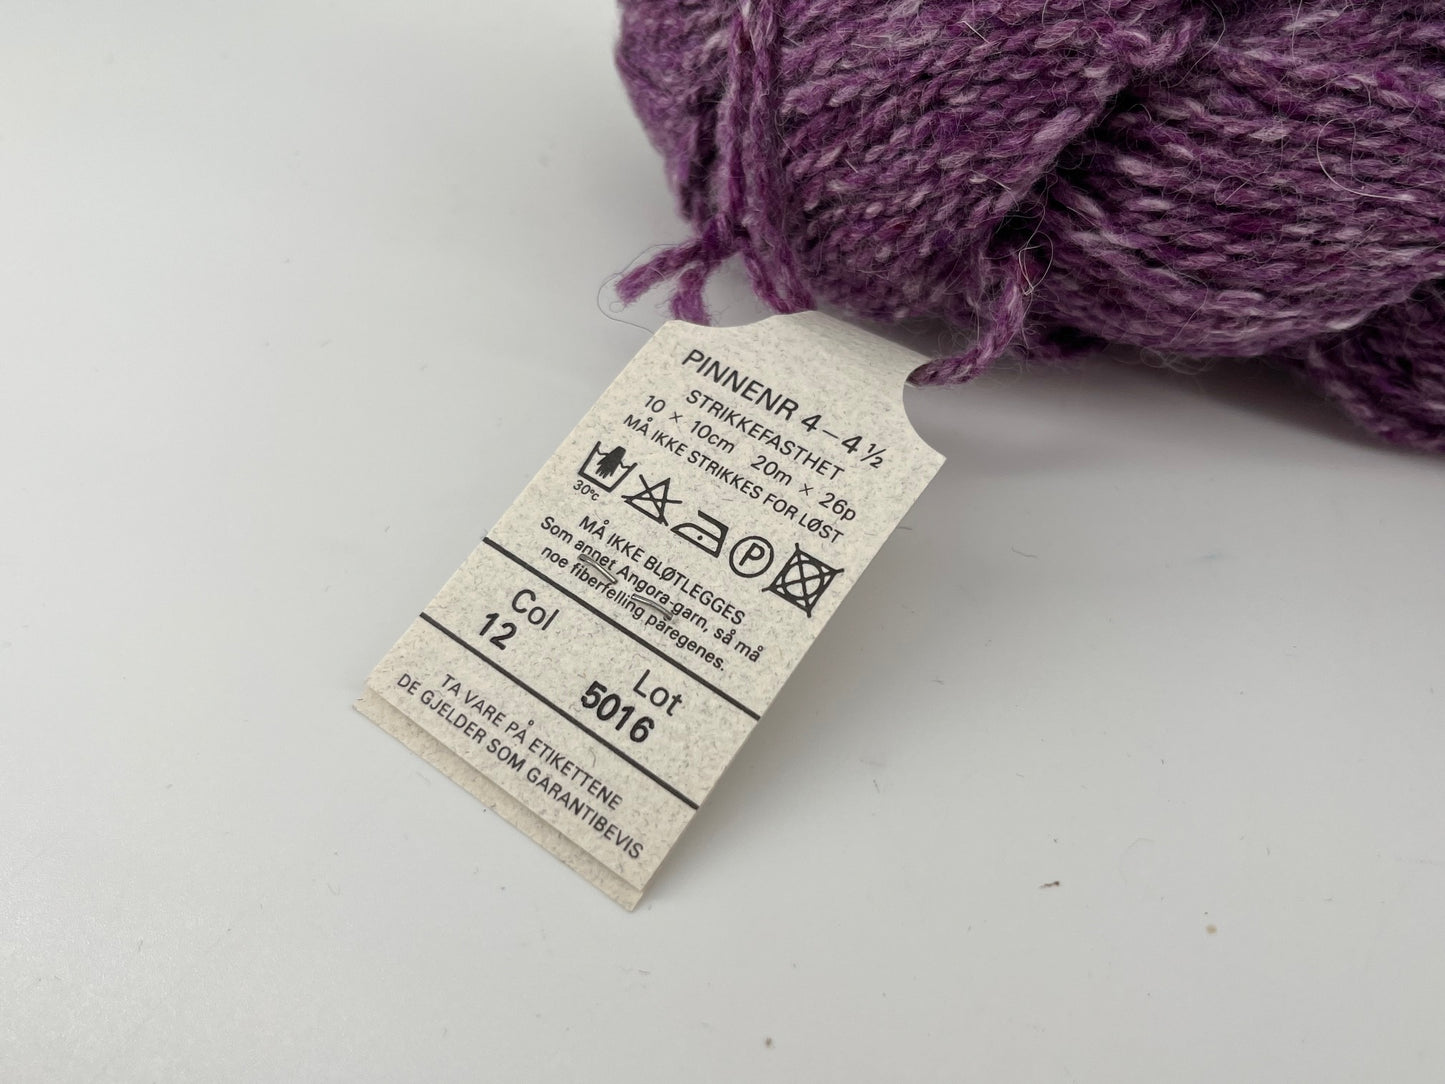 PINNENR 4–4½
STRIKKEFASTHET
10 × 10cm 20m × 26p
MÅ IKKE STRIKKES FOR LØST
30°C
P
MÅ IKKE BLØTLEGGES
Som annet Angora-garn, så må
noe fiberfelling påregenes.
Col
12
Lot
5016
TA VARE PÅ ETIKETTENE
DE GJELDER SOM GARANTIBEVIS